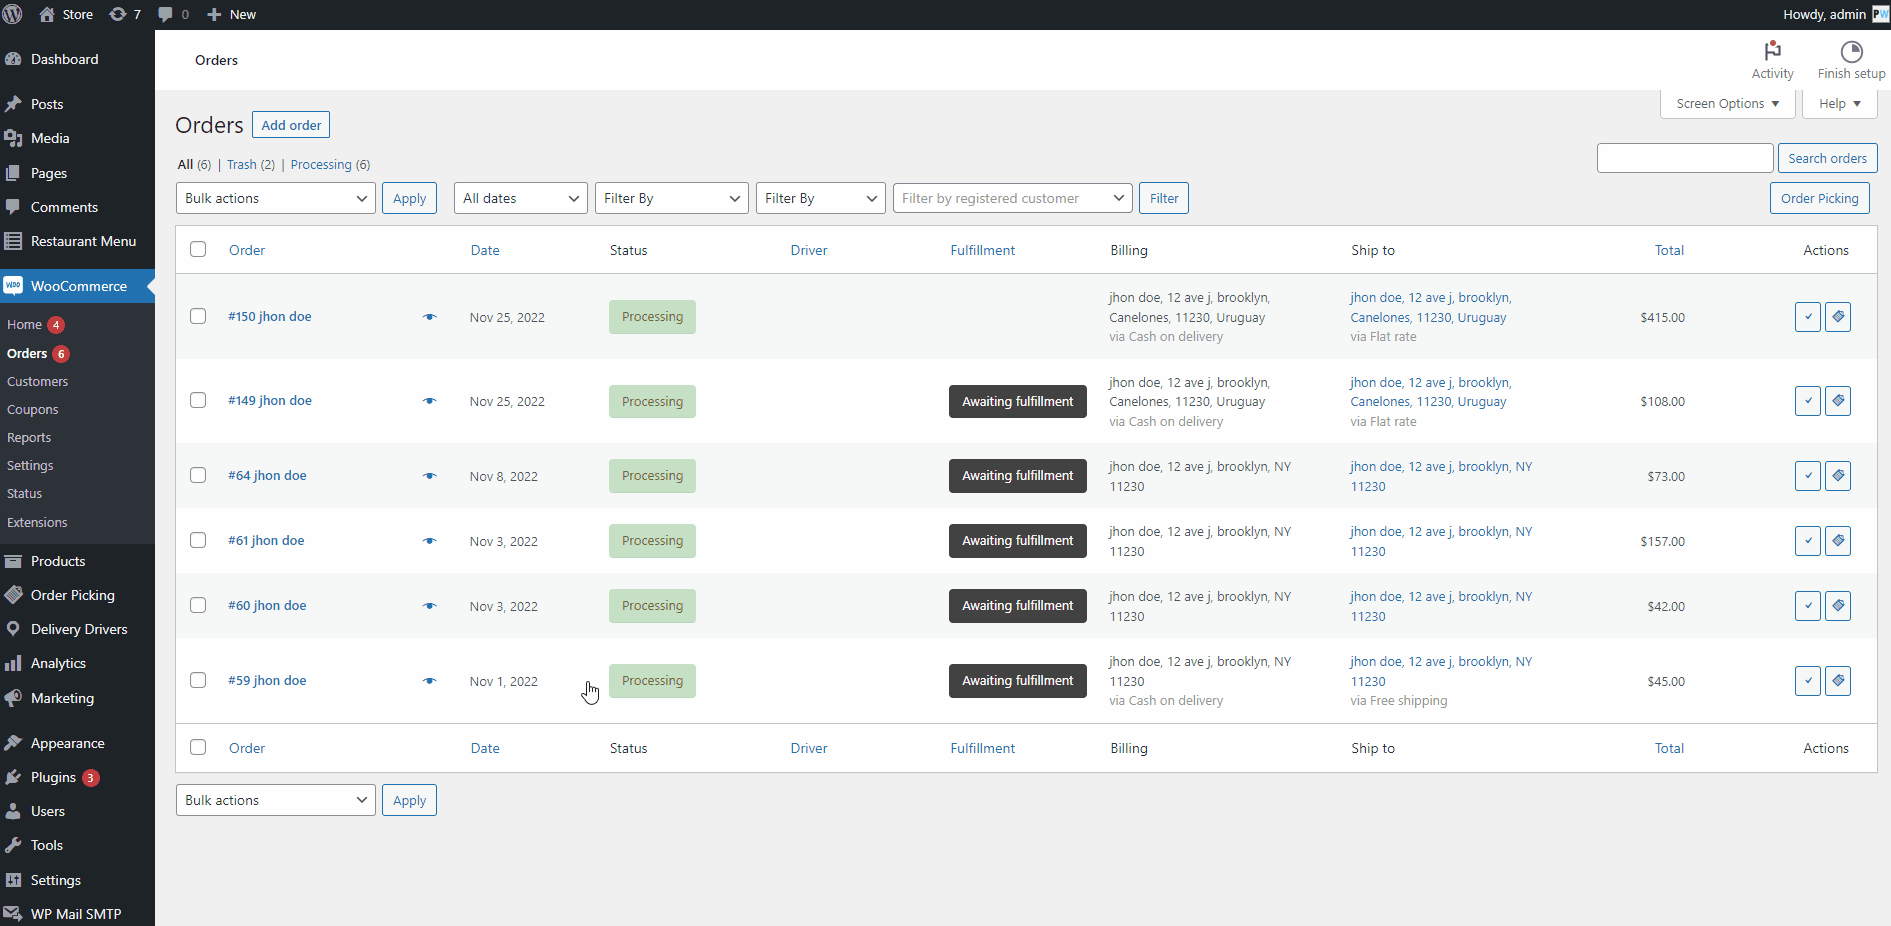 Store 7 0 New Howdy, admin PW
Dashboard
Posts
Media
Pages
Comments
Restaurant Menu
Woo WooCommerce
Home 4
Orders 6
Customers
Coupons
Reports
Settings
Status
Extensions
Products
Order Picking
Delivery Drivers
Analytics
Marketing
Appearance
Plugins 3
Users
Tools
Settings
WP Mail SMTP
Orders
Activity Finish setup
Screen Options Help
Orders Add order
All (6) | Trash (2) | Processing (6)
Search orders
Bulk actions Apply All dates Filter By Filter By Filter by registered customer Filter Order Picking
Order Date Status Driver Fulfillment Billing Ship to Total Actions
#150 jhon doe Nov 25, 2022 Processing jhon doe, 12 ave j, brooklyn, jhon doe, 12 ave j, brooklyn, $415.00
Canelones, 11230, Uruguay Canelones, 11230, Uruguay
via Cash on delivery via Flat rate
#149 jhon doe Nov 25, 2022 Processing Awaiting fulfillment jhon doe, 12 ave j, brooklyn, jhon doe, 12 ave j, brooklyn, $108.00
Canelones, 11230, Uruguay Canelones, 11230, Uruguay
via Cash on delivery via Flat rate
#64 jhon doe Nov 8, 2022 Processing Awaiting fulfillment jhon doe, 12 ave j, brooklyn, NY jhon doe, 12 ave j, brooklyn, NY $73.00
11230 11230
#61 jhon doe Nov 3, 2022 Processing Awaiting fulfillment jhon doe, 12 ave j, brooklyn, NY jhon doe, 12 ave j, brooklyn, NY $157.00
11230 11230
#60 jhon doe Nov 3, 2022 Processing Awaiting fulfillment jhon doe, 12 ave j, brooklyn, NY jhon doe, 12 ave j, brooklyn, NY $42.00
11230 11230
#59 jhon doe Nov 1, 2022 Processing Awaiting fulfillment jhon doe, 12 ave j, brooklyn, NY jhon doe, 12 ave j, brooklyn, NY $45.00
11230 11230
via Cash on delivery via Free shipping
Order Date Status Driver Fulfillment Billing Ship to Total Actions
Bulk actions Apply